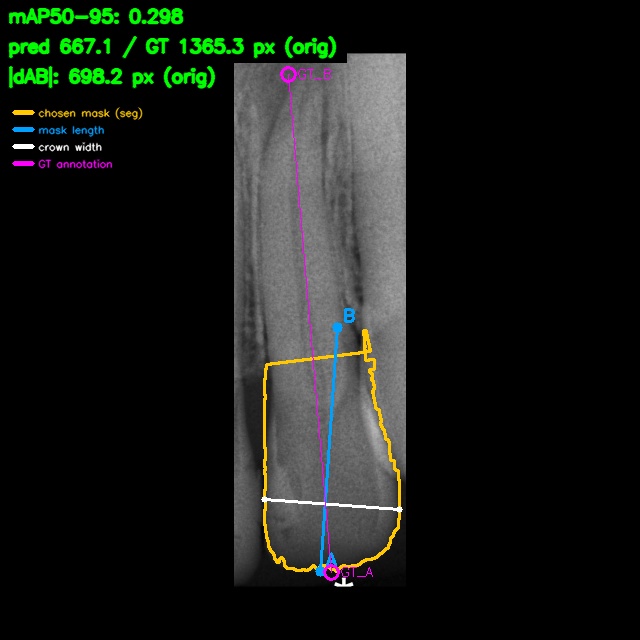 mAP50-95: 0.298
pred 667.1 / GT 1365.3 px (orig)
|dAB|: 698.2 px (orig)
chosen mask (seg)
mask length
crown width
GT annotation
GT_B
B
A
GT_A